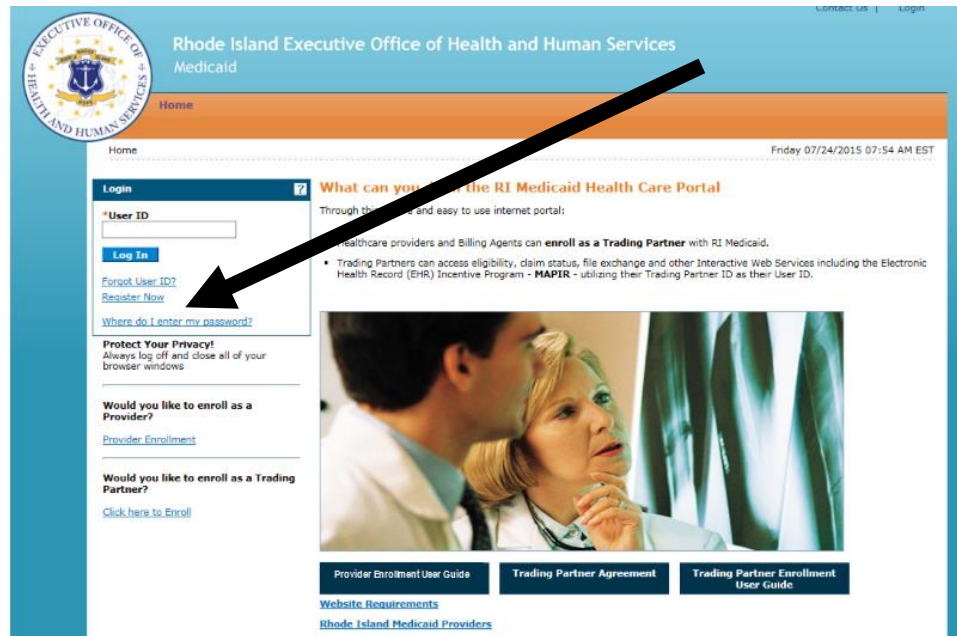 Contact Us | Login
EXECUTIVE OFFICE OF
HEALTH AND HUMAN SERVICES
Rhode Island Executive Office of Health and Human Services
Medicaid
Home
Home
Friday 07/24/2015 07:54 AM EST
Login
?
*User ID
Log In
Forgot User ID?
Register Now
Where do I enter my password?
Protect Your Privacy!
Always log off and close all of your
browser windows
Would you like to enroll as a
Provider?
Provider Enrollment
Would you like to enroll as a Trading
Partner?
Click here to Enroll
What can you the RI Medicaid Health Care Portal
Through this and easy to use internet portal:
Healthcare providers and Billing Agents can enroll as a Trading Partner with RI Medicaid.
Trading Partners can access eligibility, claim status, file exchange and other Interactive Web Services including the Electronic
Health Record (EHR) Incentive Program - MAPIR - utilizing their Trading Partner ID as their User ID.
Provider Enrollment User Guide
Trading Partner Agreement
Trading Partner Enrollment
User Guide
Website Requirements
Rhode Island Medicaid Providers